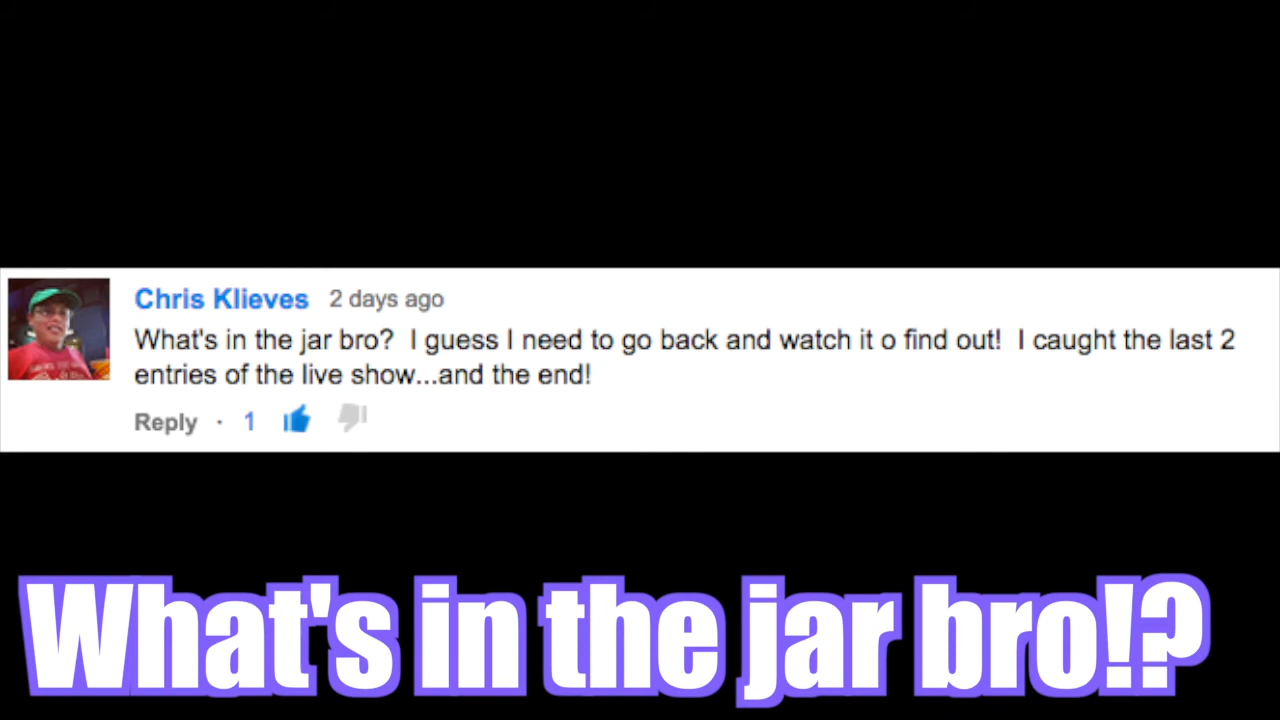 Chris Klieves 2 days ago
What's in the jar bro? I guess I need to go back and watch it o find out! I caught the last 2
entries of the live show...and the end!
Reply · 1
What's in the jar bro!?